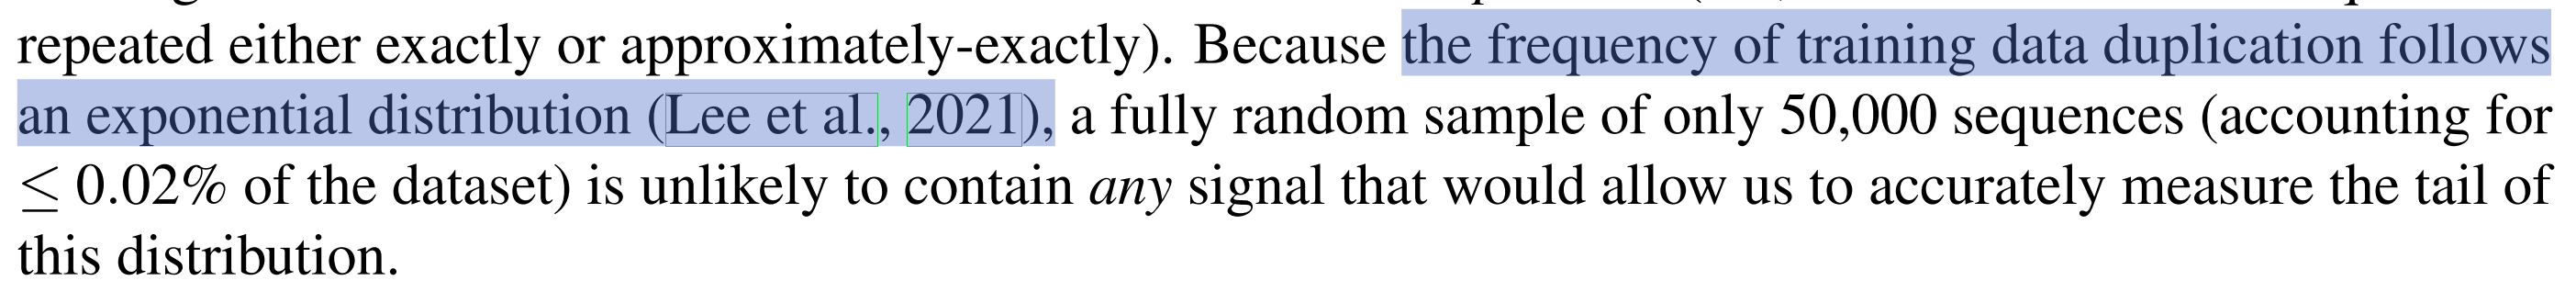 repeated either exactly or approximately-exactly). Because the frequency of training data duplication follows
an exponential distribution (Lee et al., 2021), a fully random sample of only 50,000 sequences (accounting for
≤ 0.02% of the dataset) is unlikely to contain any signal that would allow us to accurately measure the tail of
this distribution.